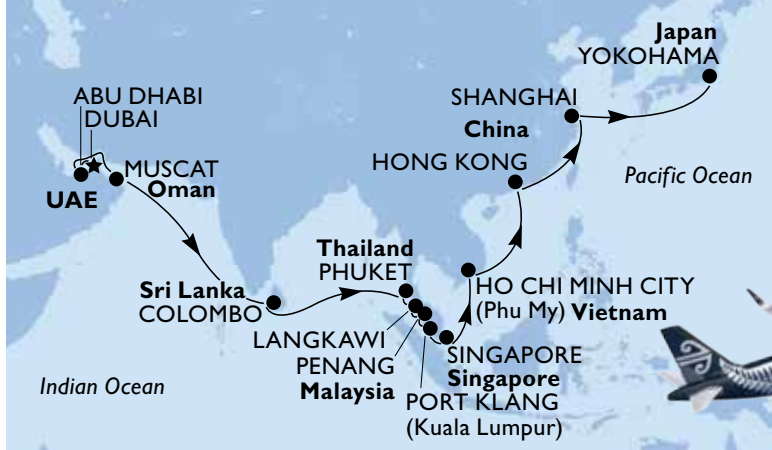 Japan
YOKOHAMA
ABU DHABI
DUBAI
SHANGHAI
China
MUSCAT
Oman
UAE
HONG KONG
Pacific Ocean
Thailand
PHUKET
Sri Lanka
COLOMBO
HO CHI MINH CITY
(Phu My) Vietnam
LANGKAWI
PENANG
Malaysia
SINGAPORE
Singapore
PORT KLANG
(Kuala Lumpur)
Indian Ocean